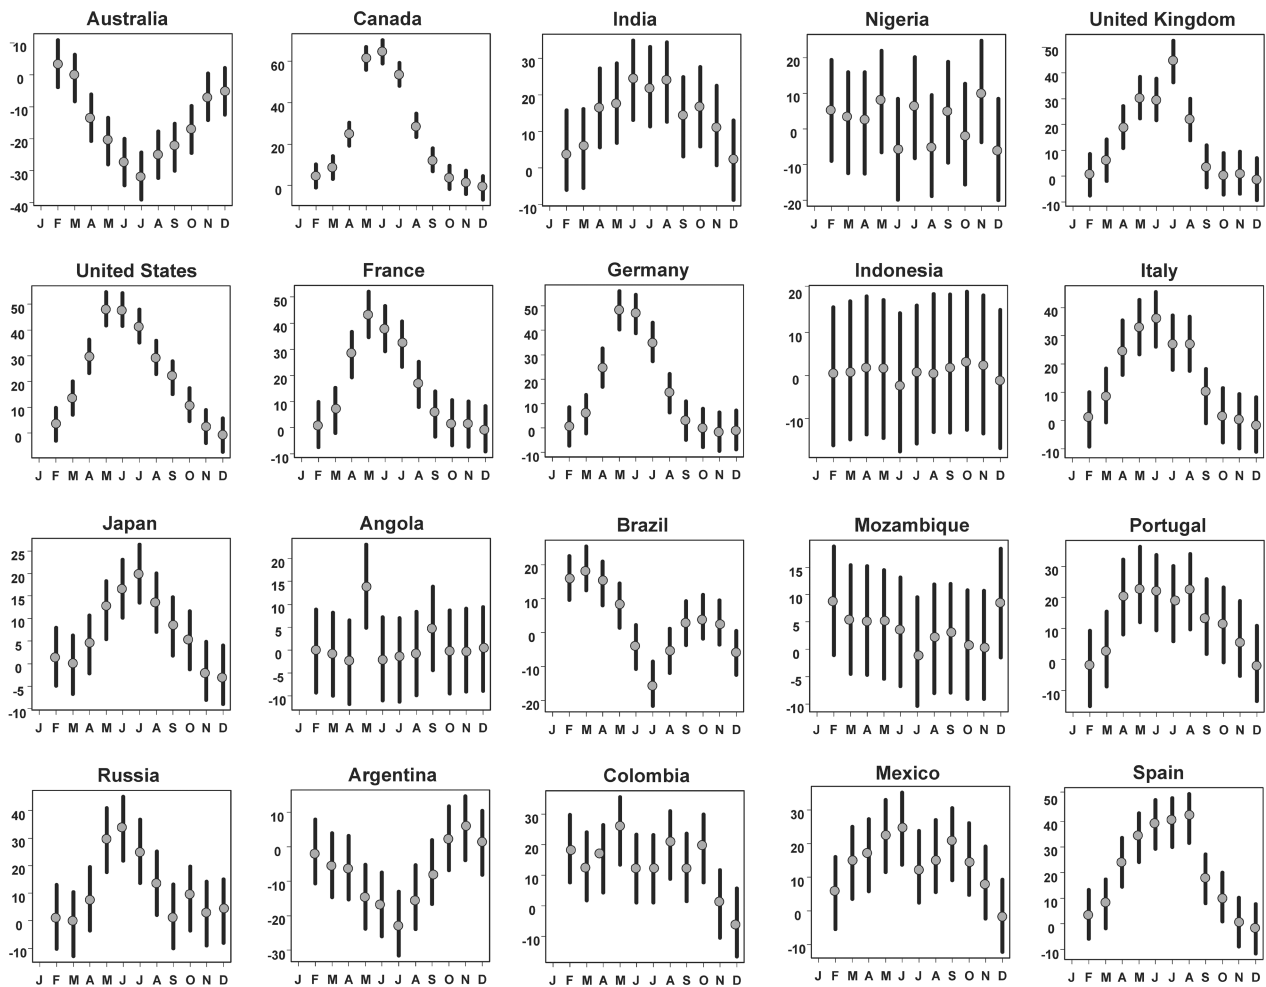 Australia
10
0
-10
-20
-30
-40
J F M A M J J A S O N D
Canada
60
40
20
0
J F M A M J J A S O N D
India
30
20
10
0
-10
J F M A M J J A S O N D
Nigeria
20
10
0
-10
-20
J F M A M J J A S O N D
United Kingdom
50
40
30
20
10
0
-10
J F M A M J J A S O N D
United States
50
40
30
20
10
0
J F M A M J J A S O N D
France
50
40
30
20
10
0
-10
J F M A M J J A S O N D
Germany
50
40
30
20
10
0
-10
J F M A M J J A S O N D
Indonesia
20
10
0
-10
J F M A M J J A S O N D
Italy
40
30
20
10
0
-10
J F M A M J J A S O N D
Japan
25
20
15
10
5
0
-5
-10
J F M A M J J A S O N D
Angola
20
15
10
5
0
-5
-10
J F M A M J J A S O N D
Brazil
20
10
0
-10
-20
J F M A M J J A S O N D
Mozambique
15
10
5
0
-5
-10
J F M A M J J A S O N D
Portugal
30
20
10
0
-10
J F M A M J J A S O N D
Russia
40
30
20
10
0
-10
J F M A M J J A S O N D
Argentina
10
0
-10
-20
-30
J F M A M J J A S O N D
Colombia
30
20
10
0
-10
J F M A M J J A S O N D
Mexico
30
20
10
0
-10
J F M A M J J A S O N D
Spain
50
40
30
20
10
0
-10
J F M A M J J A S O N D